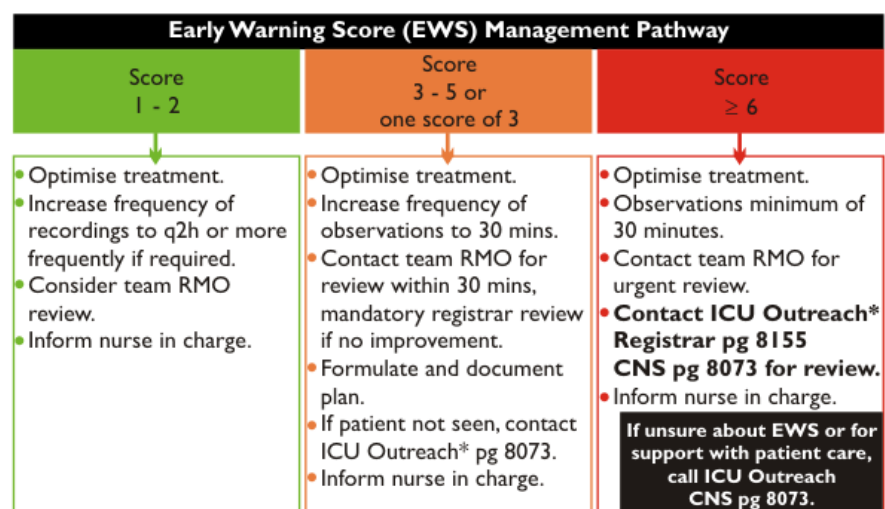 Early Warning Score (EWS) Management Pathway
Score
1 - 2
Score
3 - 5 or
one score of 3
Score
≥ 6
• Optimise treatment.
• Increase frequency of
recordings to q2h or more
frequently if required.
• Consider team RMO
review.
• Inform nurse in charge.
• Optimise treatment.
• Increase frequency of
observations to 30 mins.
• Contact team RMO for
review within 30 mins,
mandatory registrar review
if no improvement.
• Formulate and document
plan.
• If patient not seen, contact
ICU Outreach* pg 8073.
• Inform nurse in charge.
• Optimise treatment.
• Observations minimum of
30 minutes.
• Contact team RMO for
urgent review.
• Contact ICU Outreach*
Registrar pg 8155
CNS pg 8073 for review.
• Inform nurse in charge.
If unsure about EWS or for
support with patient care,
call ICU Outreach
CNS pg 8073.